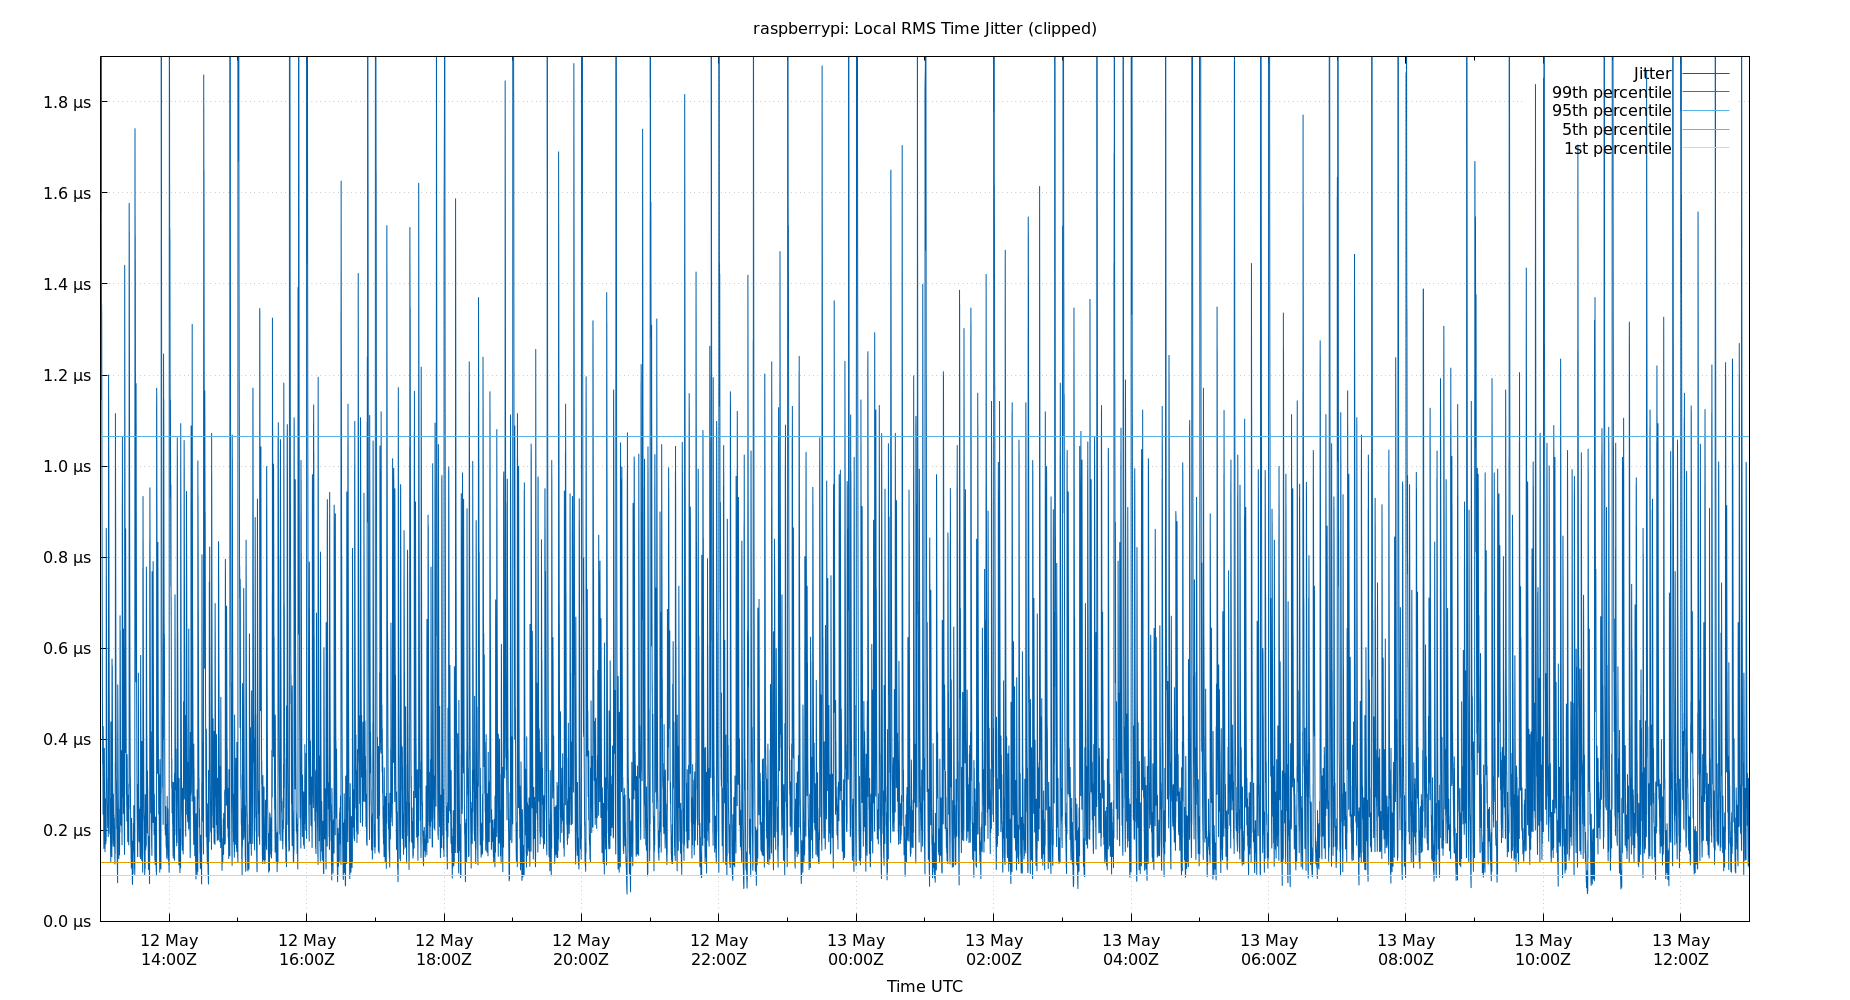 raspberrypi: Local RMS Time Jitter (clipped)
Jitter
99th percentile
95th percentile
5th percentile
1st percentile
1.8 µs
1.6 µs
1.4 µs
1.2 µs
1.0 µs
0.8 µs
0.6 µs
0.4 µs
0.2 µs
0.0 µs
12 May 12 May 12 May 12 May 12 May 13 May 13 May 13 May 13 May 13 May 13 May 13 May
14:00Z 16:00Z 18:00Z 20:00Z 22:00Z 00:00Z 02:00Z 04:00Z 06:00Z 08:00Z 10:00Z 12:00Z
Time UTC